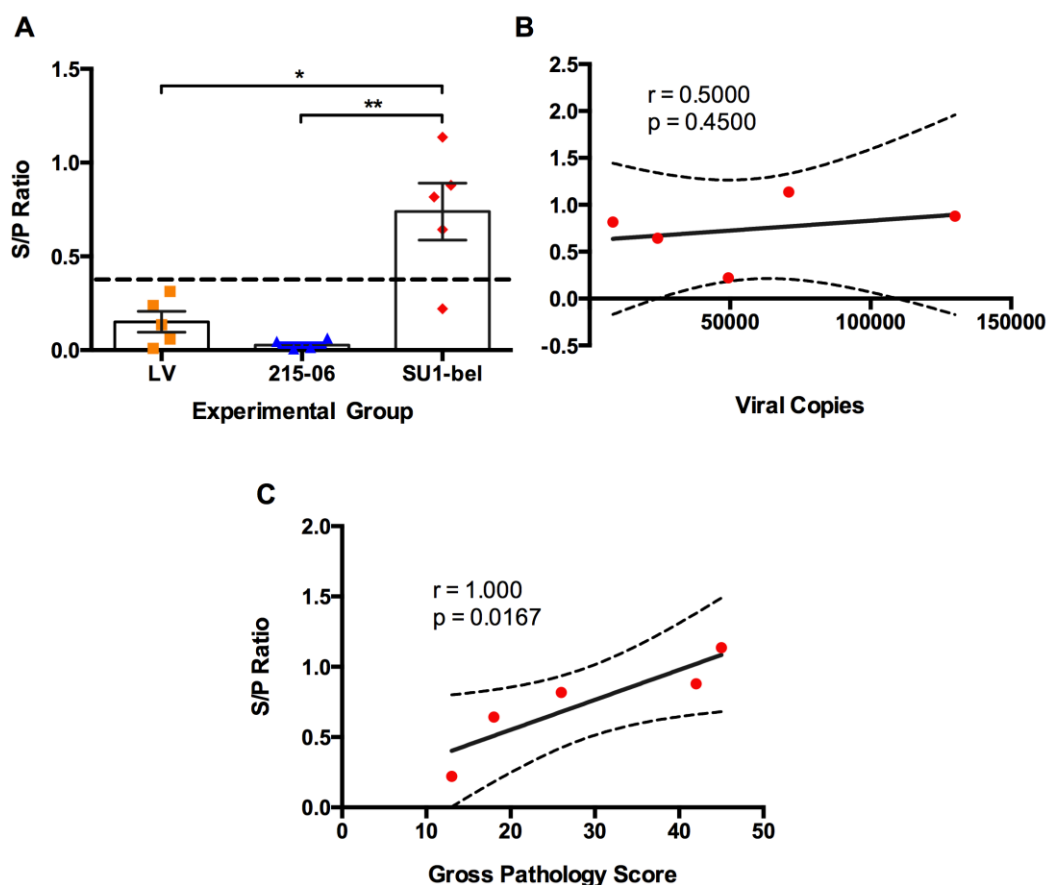 A
S/P Ratio
1.5
1.0
0.5
0.0
*
**
LV 215-06 SU1-bel
Experimental Group
B
2.5
2.0
1.5
1.0
0.5
0.0
-0.5
r = 0.5000
p = 0.4500
50000 100000 150000
Viral Copies
C
S/P Ratio
2.0
1.5
1.0
0.5
0.0
r = 1.000
p = 0.0167
0 10 20 30 40 50
Gross Pathology Score